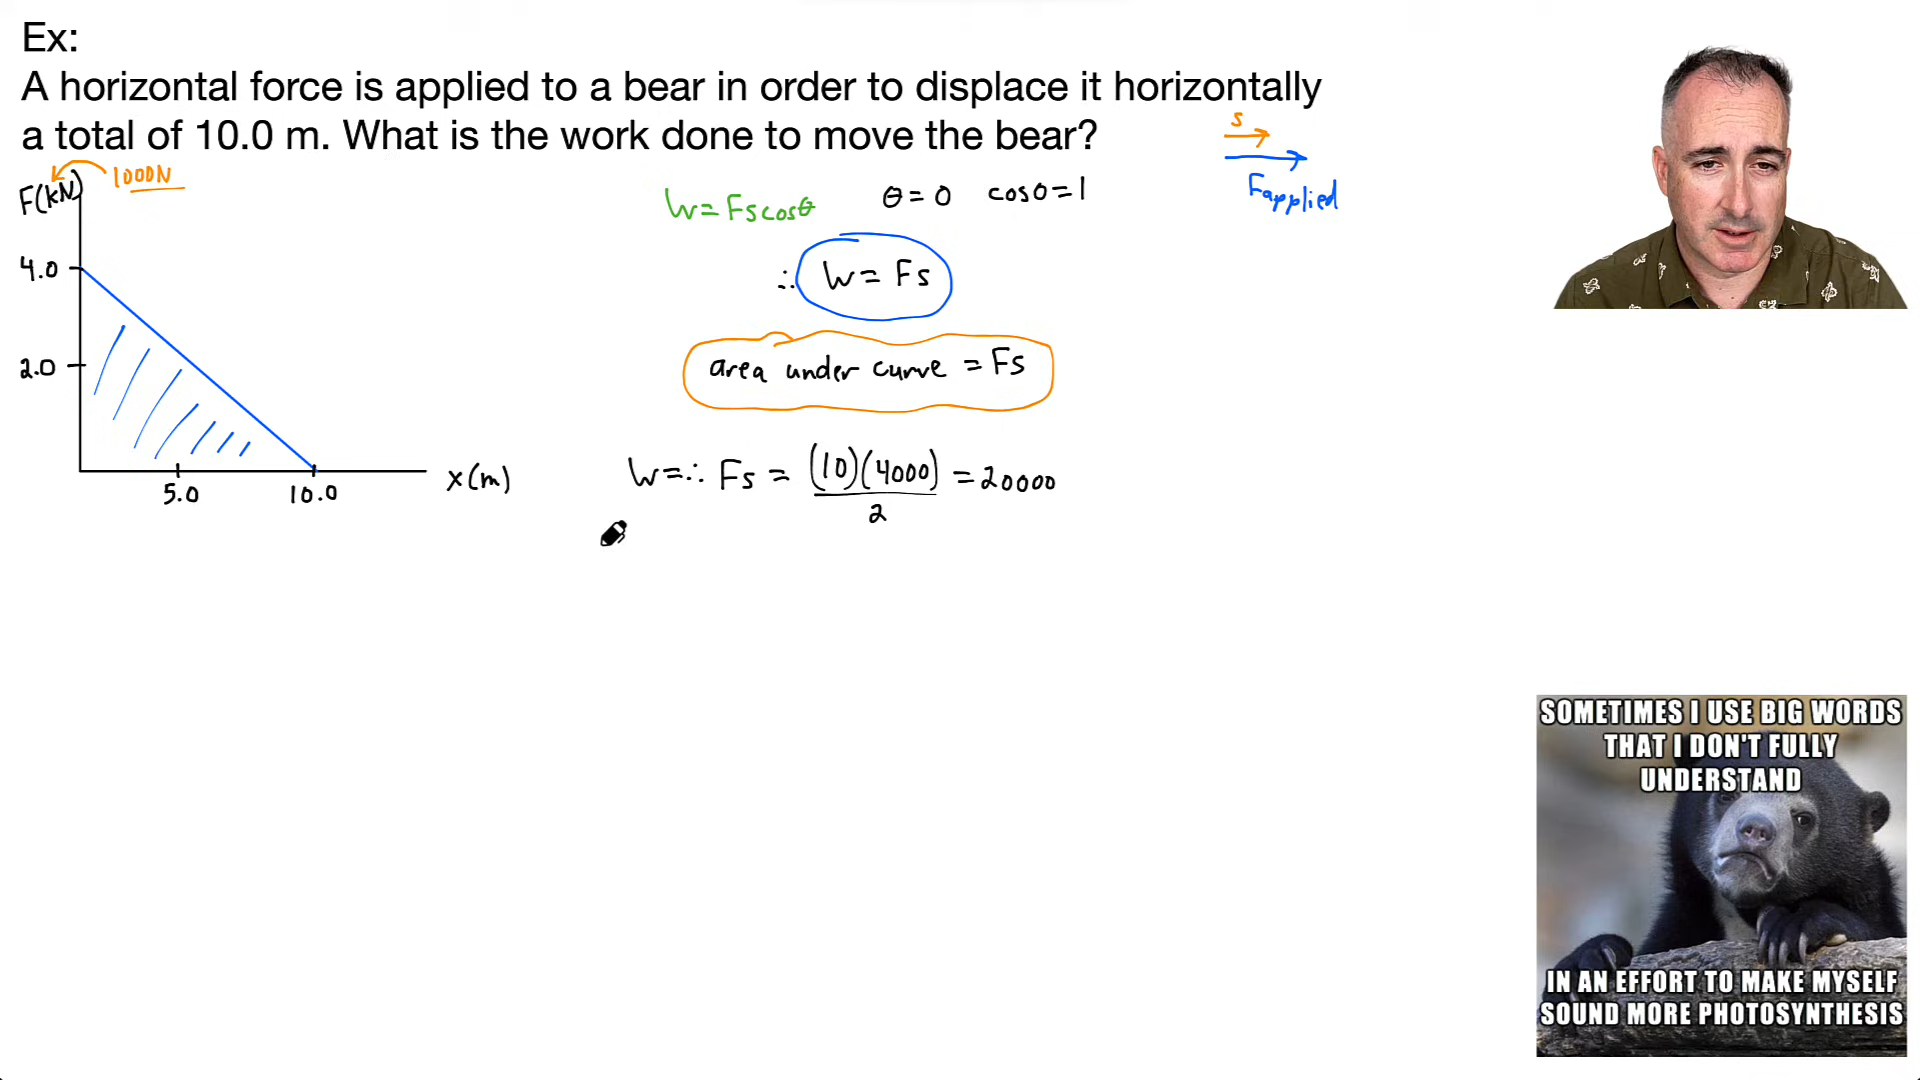 Ex:
A horizontal force is applied to a bear in order to displace it horizontally
a total of 10.0 m. What is the work done to move the bear?
S
Fapplied
1000N
F(kN)
4.0
2.0
5.0
10.0
x(m)
W=Fscosθ
θ=0
cosθ=1
∴ W=Fs
area under curve = Fs
W=∴ Fs = (10)(4000) = 20000
2
SOMETIMES I USE BIG WORDS
THAT I DON'T FULLY
UNDERSTAND
IN AN EFFORT TO MAKE MYSELF
SOUND MORE PHOTOSYNTHESIS